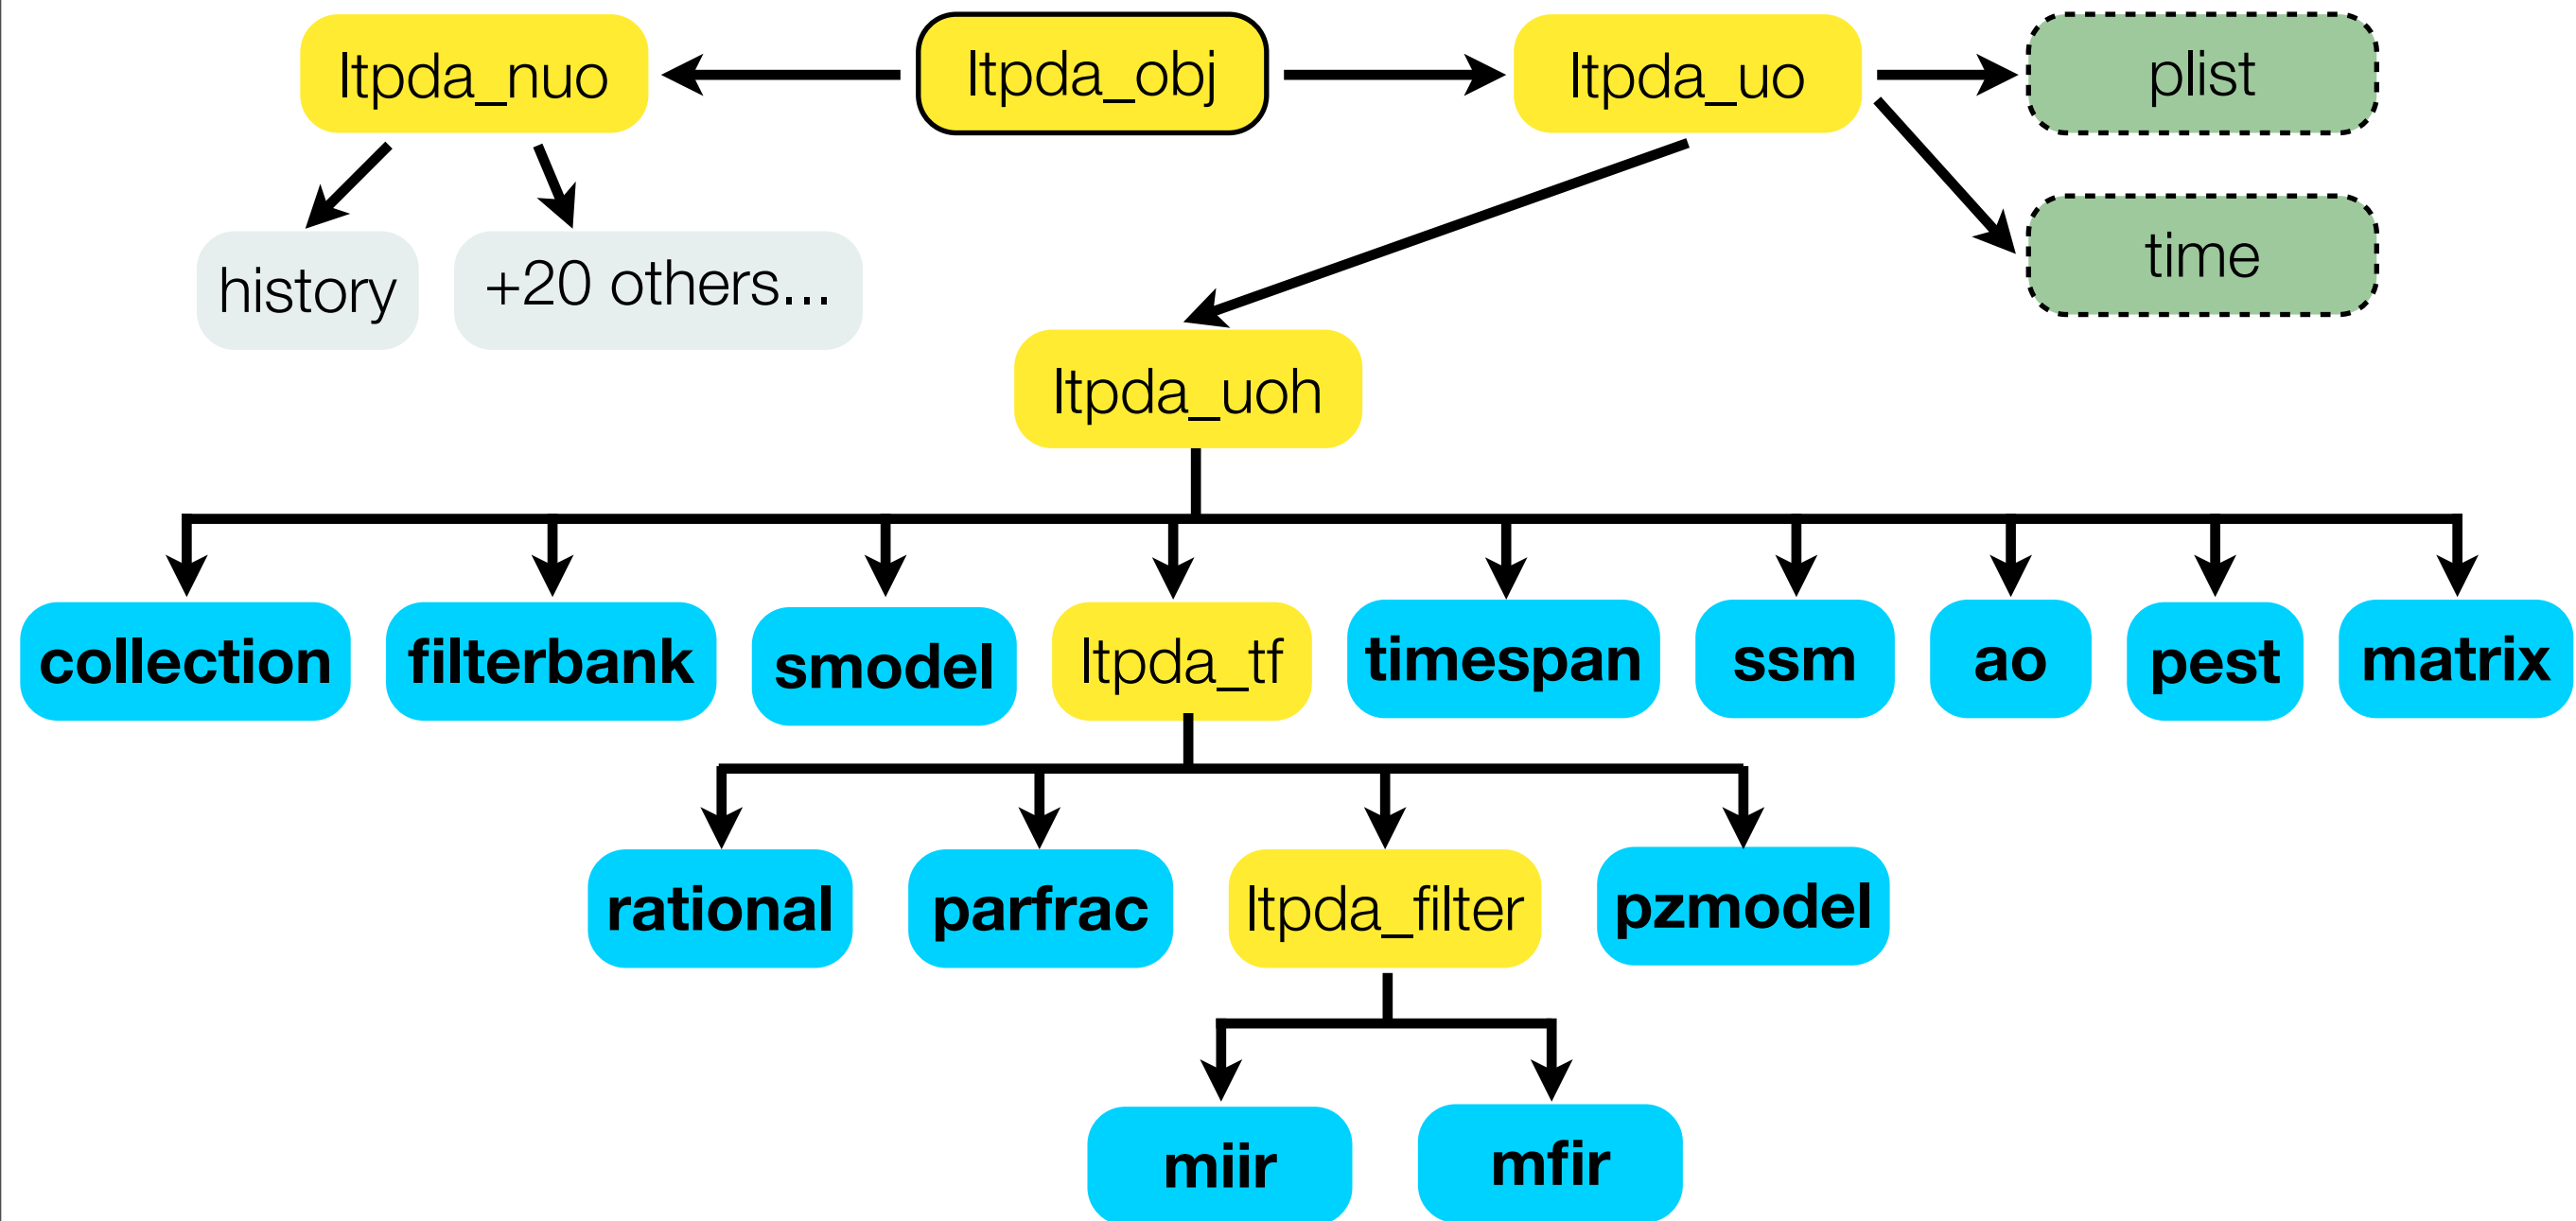 ltpda_nuo
ltpda_obj
ltpda_uo
plist
history
+20 others...
time
ltpda_uoh
collection
filterbank
smodel
ltpda_tf
timespan
ssm
ao
pest
matrix
rational
parfrac
ltpda_filter
pzmodel
miir
mfir